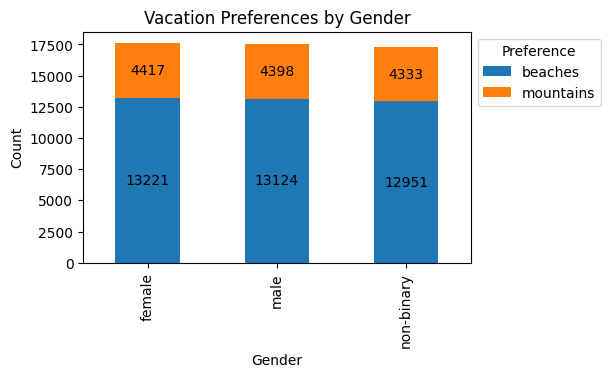 Vacation Preferences by Gender
17500
15000
12500
10000
7500
5000
2500
0
Count
4417
4398
4333
13221
13124
12951
female
male
non-binary
Gender
Preference
beaches
mountains